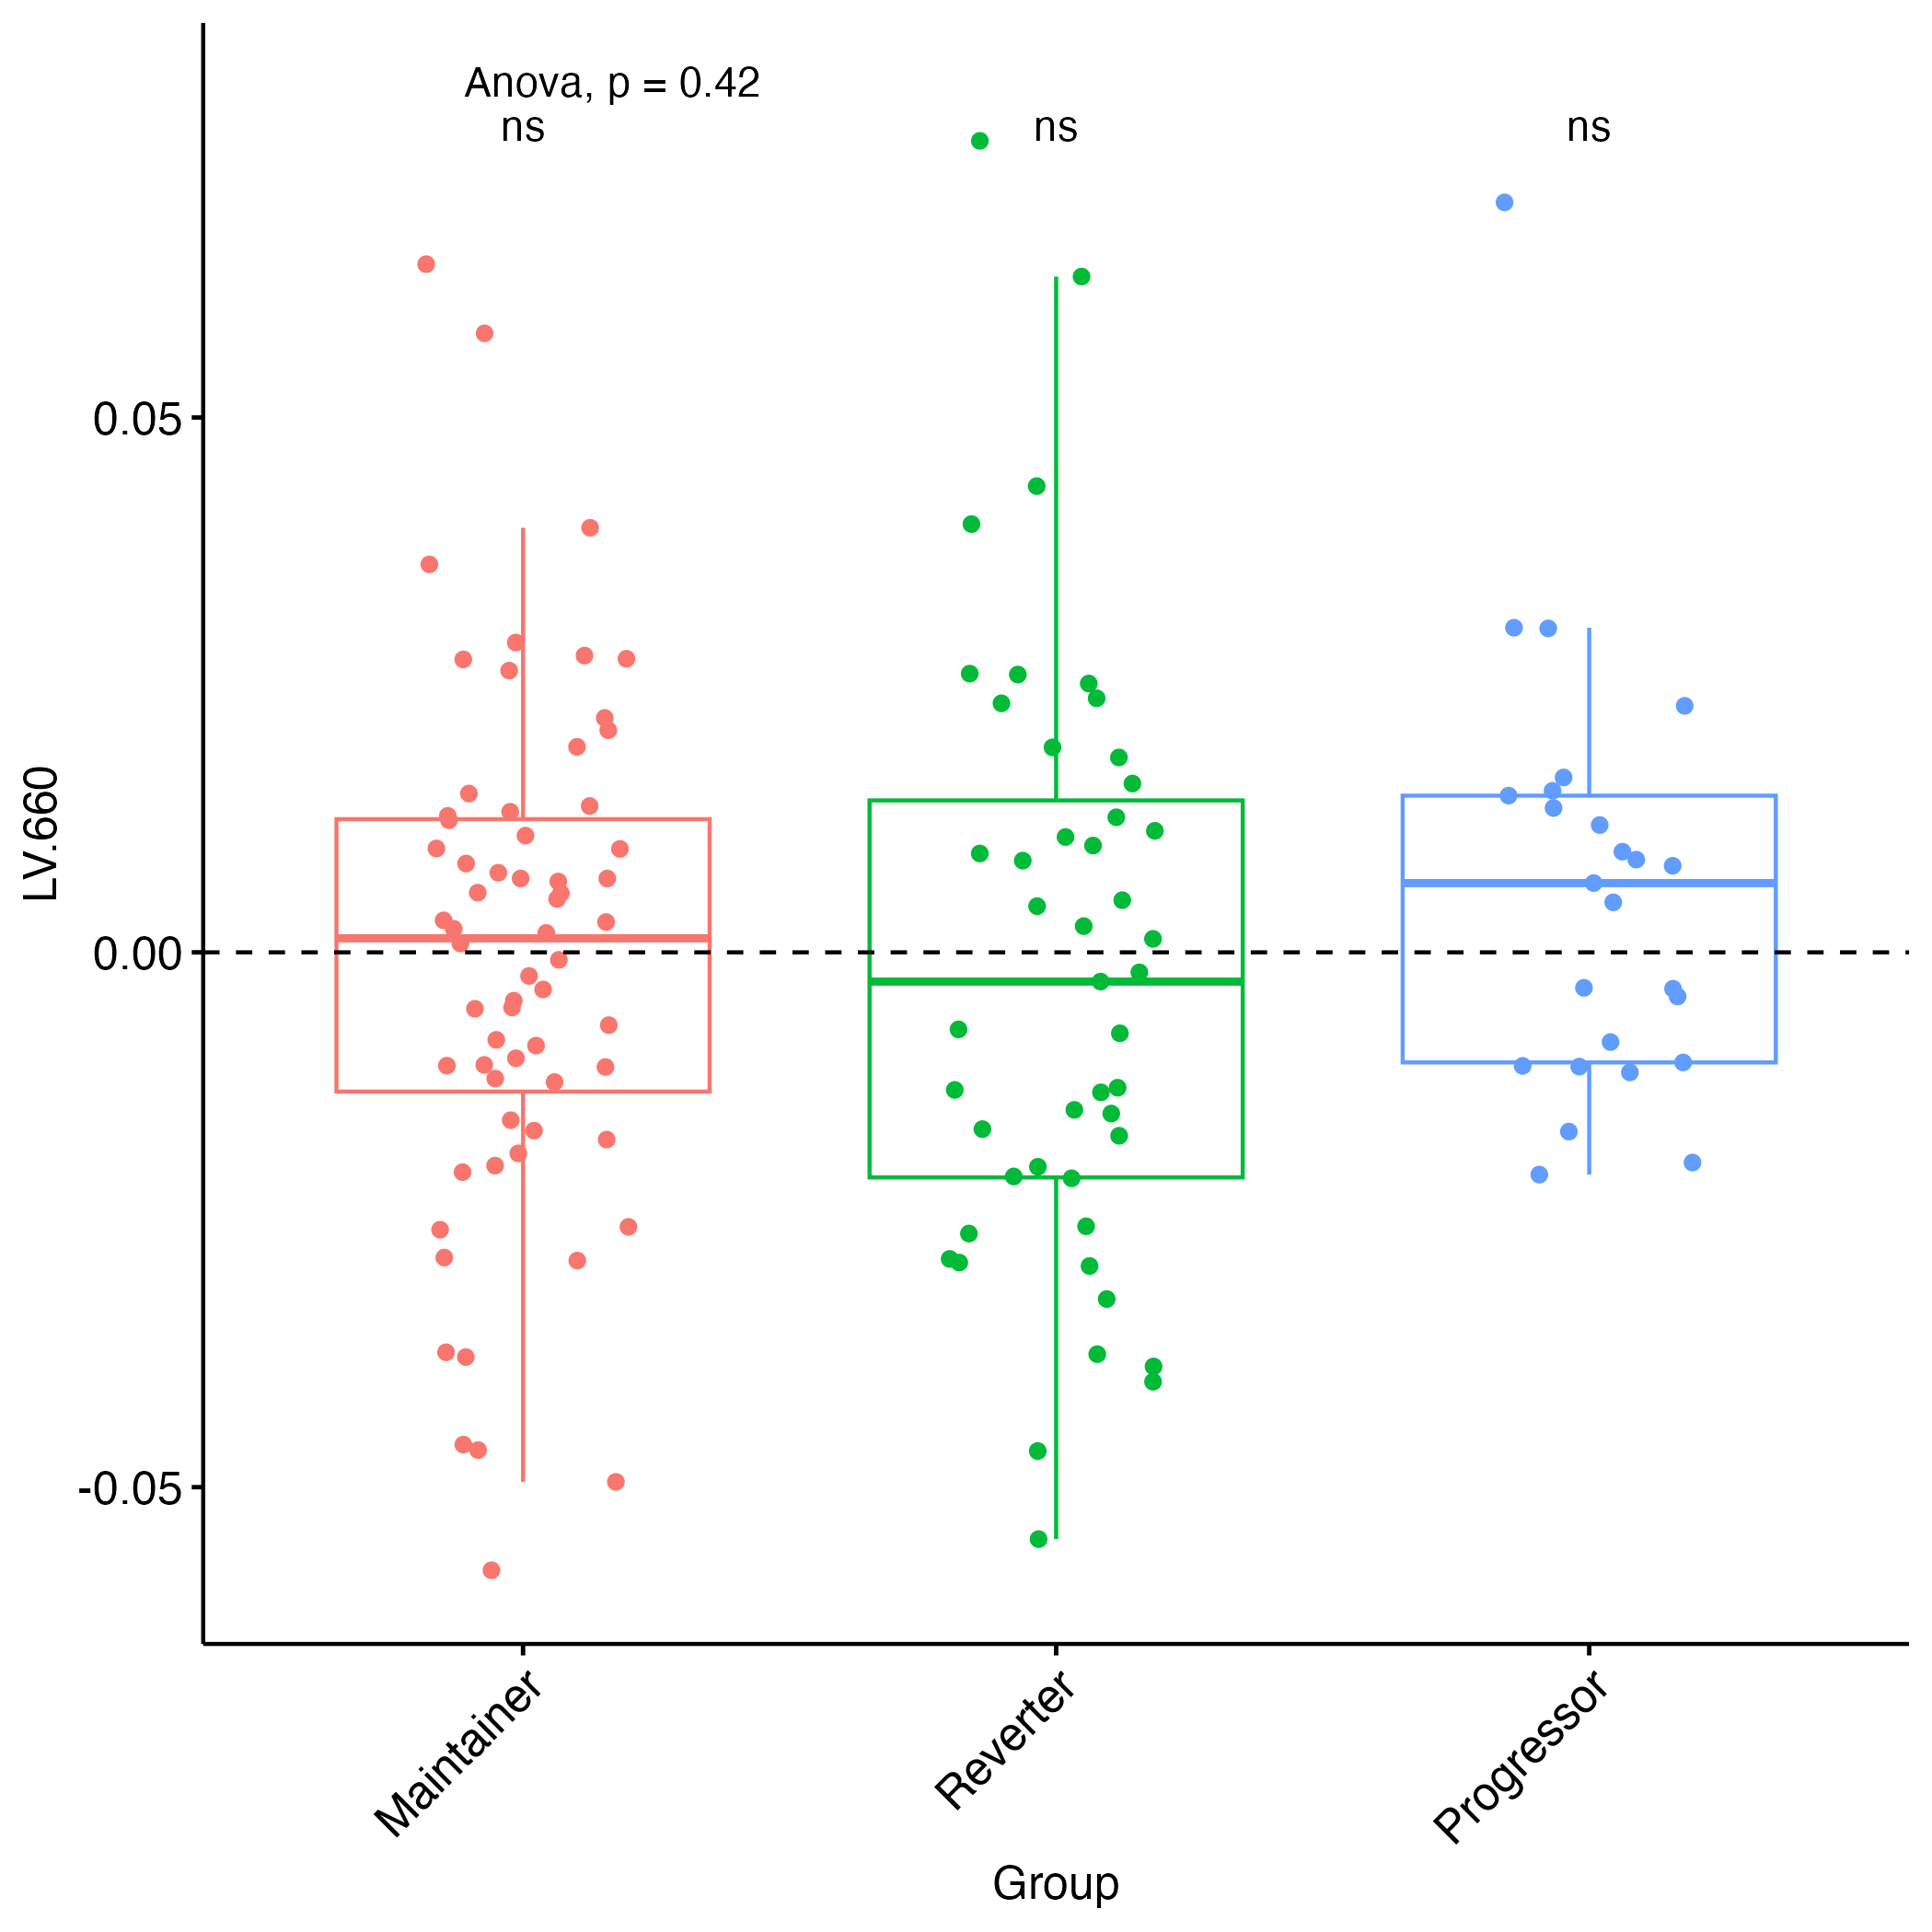 Anova, p = 0.42
ns ns ns
0.05
0.00
-0.05
LV.660
Maintainer Reverter Progressor
Group